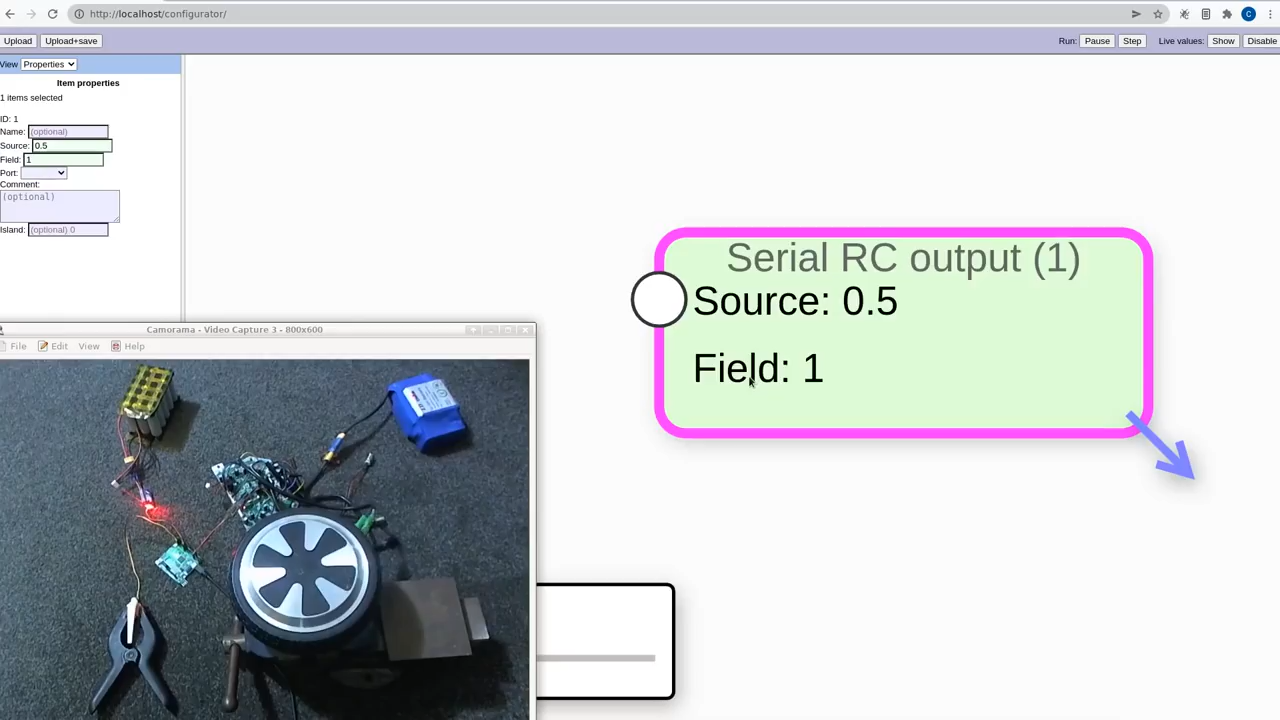 http://localhost/configurator/
C
Upload Upload+save Run: Pause Step Live values: Show Disable
View Properties
Item properties
1 items selected
ID: 1
Name: (optional)
Source: 0.5
Field: 1
Port:
Comment:
(optional)
Island: (optional) 0
Serial RC output (1)
Source: 0.5
Field: 1
Camorama - Video Capture 3 - 800x600
File Edit View Help